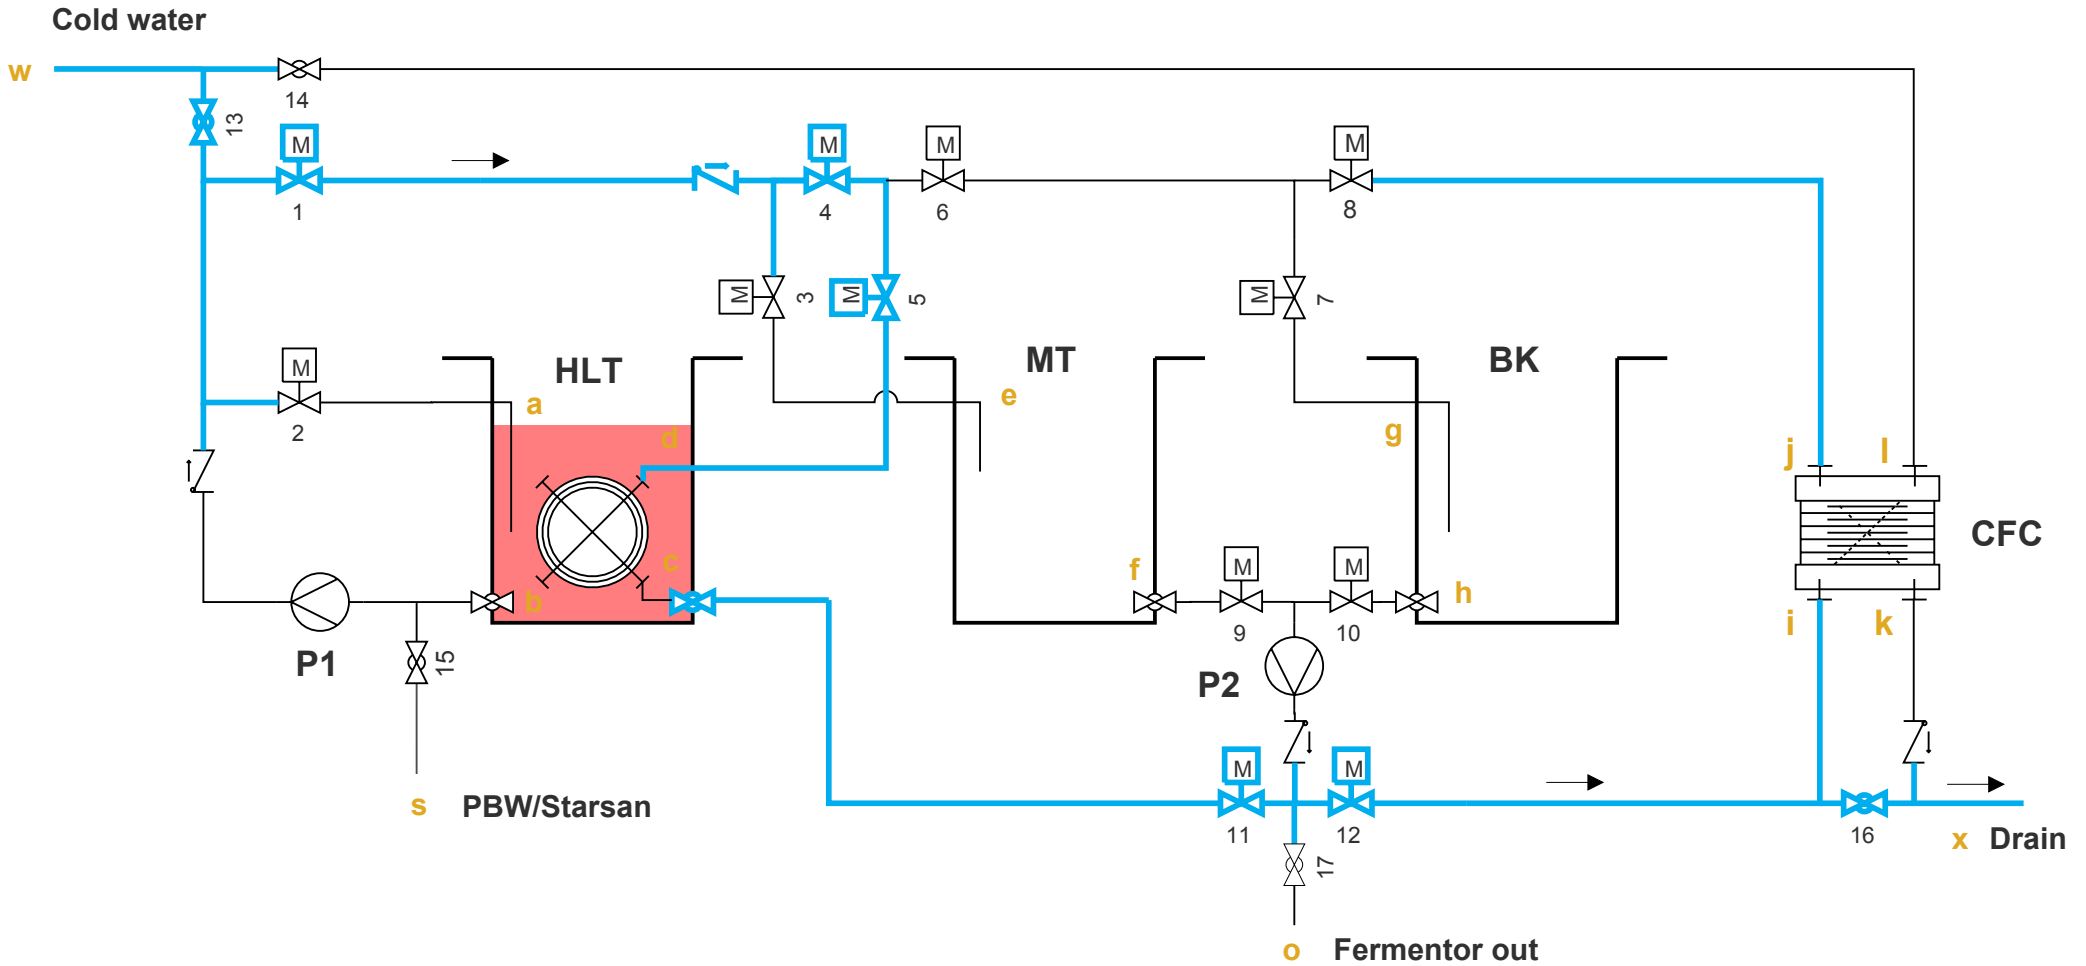 Cold water
w
14
13
M
1
M
4
M
6
M
8
M
3
M
5
M
7
M
2
HLT
MT
BK
a
e
d
g
j
l
c
b
f
h
CFC
M
9
M
10
i
k
P1
15
P2
s
PBW/Starsan
M
11
M
12
16
17
x
Drain
o
Fermentor out